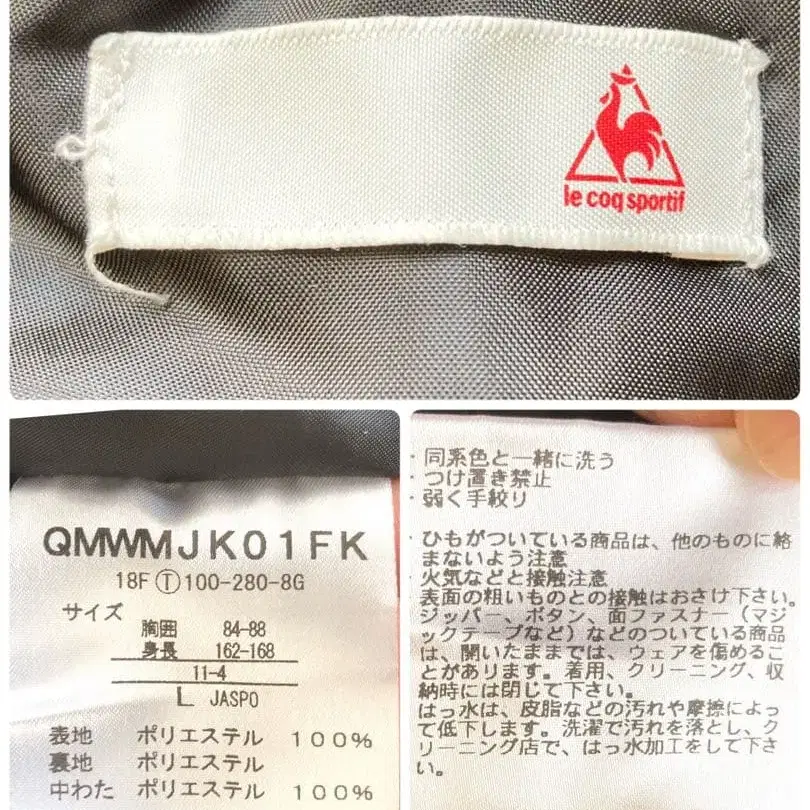 le coq sportif
QMWMJK01FK
18F Ⓣ 100-280-8G
サイズ
胸囲 84-88
身長 162-168
11-4
L JASPO
表地 ポリエステル 100%
裏地 ポリエステル
中わた ポリエステル 100%
・同系色と一緒に洗う
・つけ置き禁止
・弱く手絞り
・ひもがついている商品は、他のものに絡
まないよう注意
・火気などと接触注意
表面の粗いものとの接触はおさけ下さい。
ジッパー、ボタン、面ファスナー（マジ
ックテープなど）などのついている商品
は、開いたままでは、ウェアを傷めるこ
とがあります。着用、クリーニング、収
納時には閉じて下さい。
はっ水は、皮脂などの汚れや摩擦によっ
て低下します。洗濯で汚れを落とし、ク
リーニング店で、はっ水加工をして下さ
い。